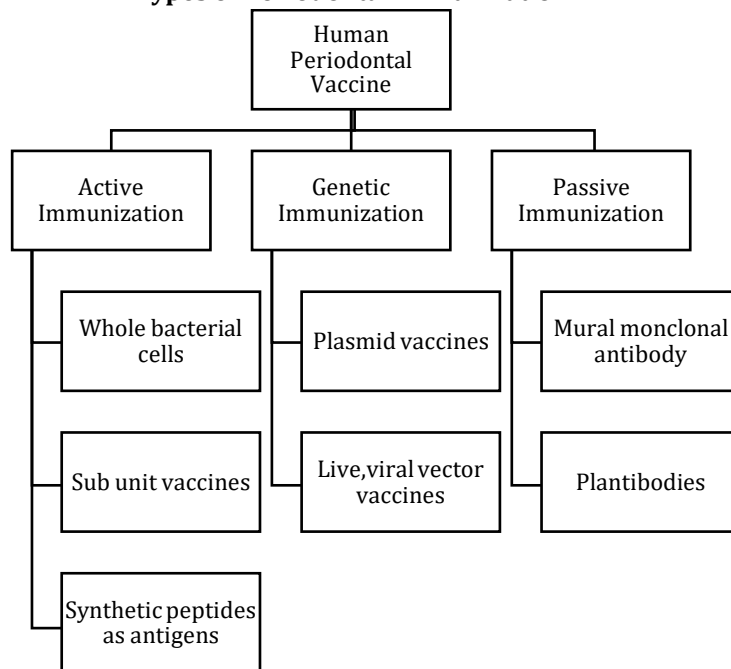 Human
Periodontal
Vaccine
Active
Immunization
Genetic
Immunization
Passive
Immunization
Whole bacterial
cells
Plasmid vaccines
Mural monclonal
antibody
Sub unit vaccines
Live,viral vector
vaccines
Plantibodies
Synthetic peptides
as antigens